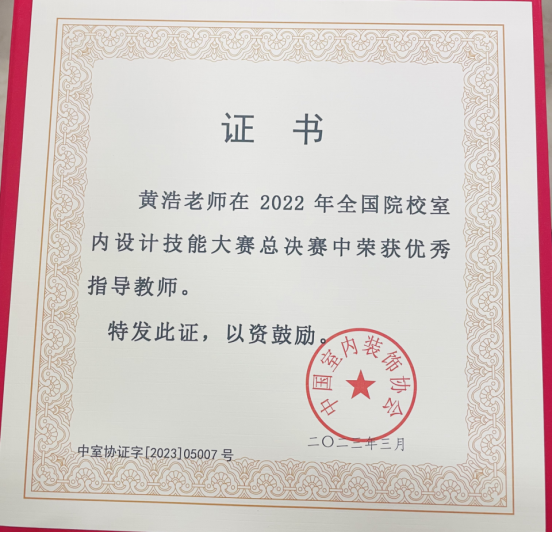 证 书
黄浩老师在 2022 年全国院校室
内设计技能大赛总决赛中荣获优秀
指导教师。
特发此证，以资鼓励。
中国室内装饰协会
二〇二三年三月
中室协证字[2023]05007 号